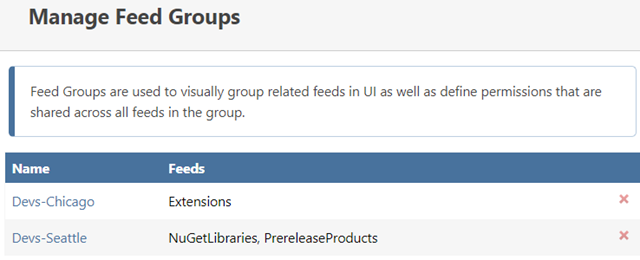 Manage Feed Groups
Feed Groups are used to visually group related feeds in UI as well as define permissions that are
shared across all feeds in the group.
Name Feeds
Devs-Chicago Extensions
Devs-Seattle NuGetLibraries, PrereleaseProducts